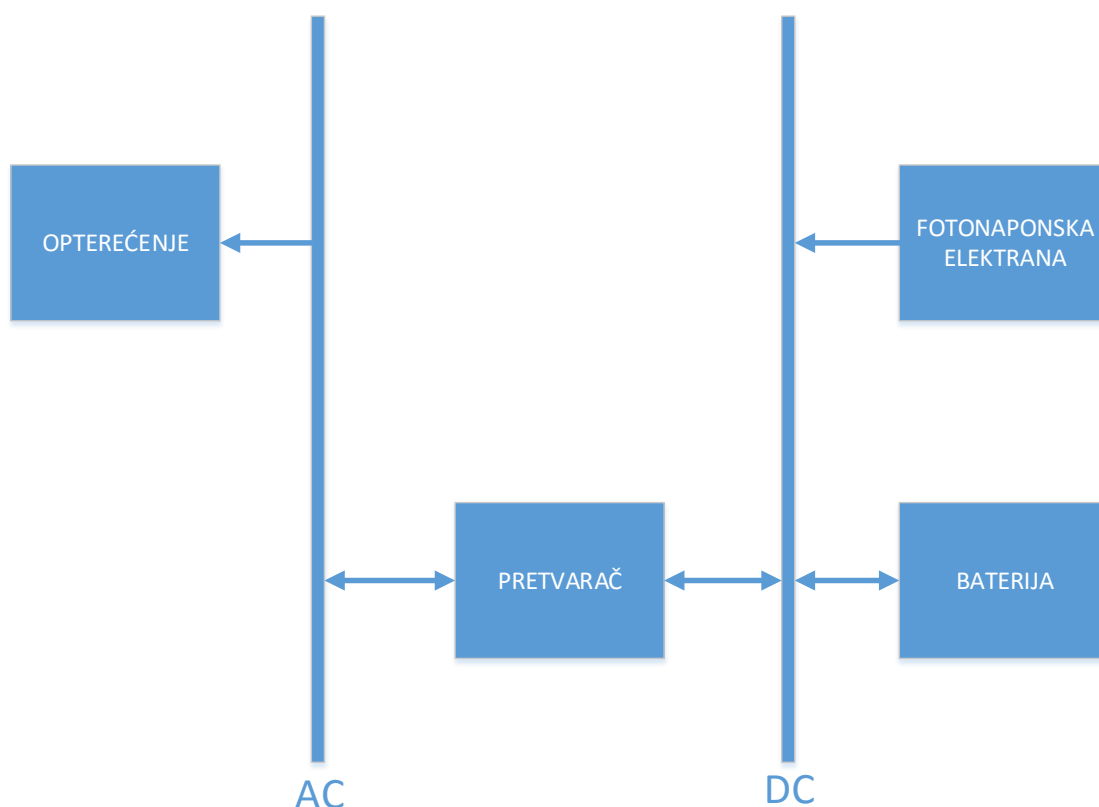 OPTEREĆENJE
FOTONAPONSKA
ELEKTRANA
PRETVARAČ
BATERIJA
AC
DC